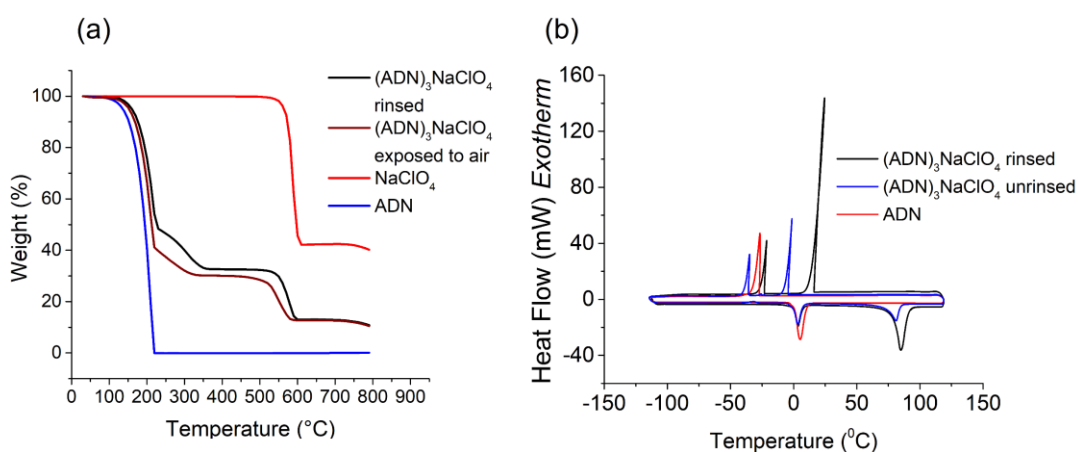 (a)
100
80
60
40
20
0
Weight (%)
0 100 200 300 400 500 600 700 800 900
Temperature (°C)
(ADN)₃NaClO₄
rinsed
(ADN)₃NaClO₄
exposed to air
NaClO₄
ADN
(b)
160
120
80
40
0
-40
Heat Flow (mW) Exotherm
-150 -100 -50 0 50 100 150
Temperature (⁰C)
(ADN)₃NaClO₄ rinsed
(ADN)₃NaClO₄ unrinsed
ADN